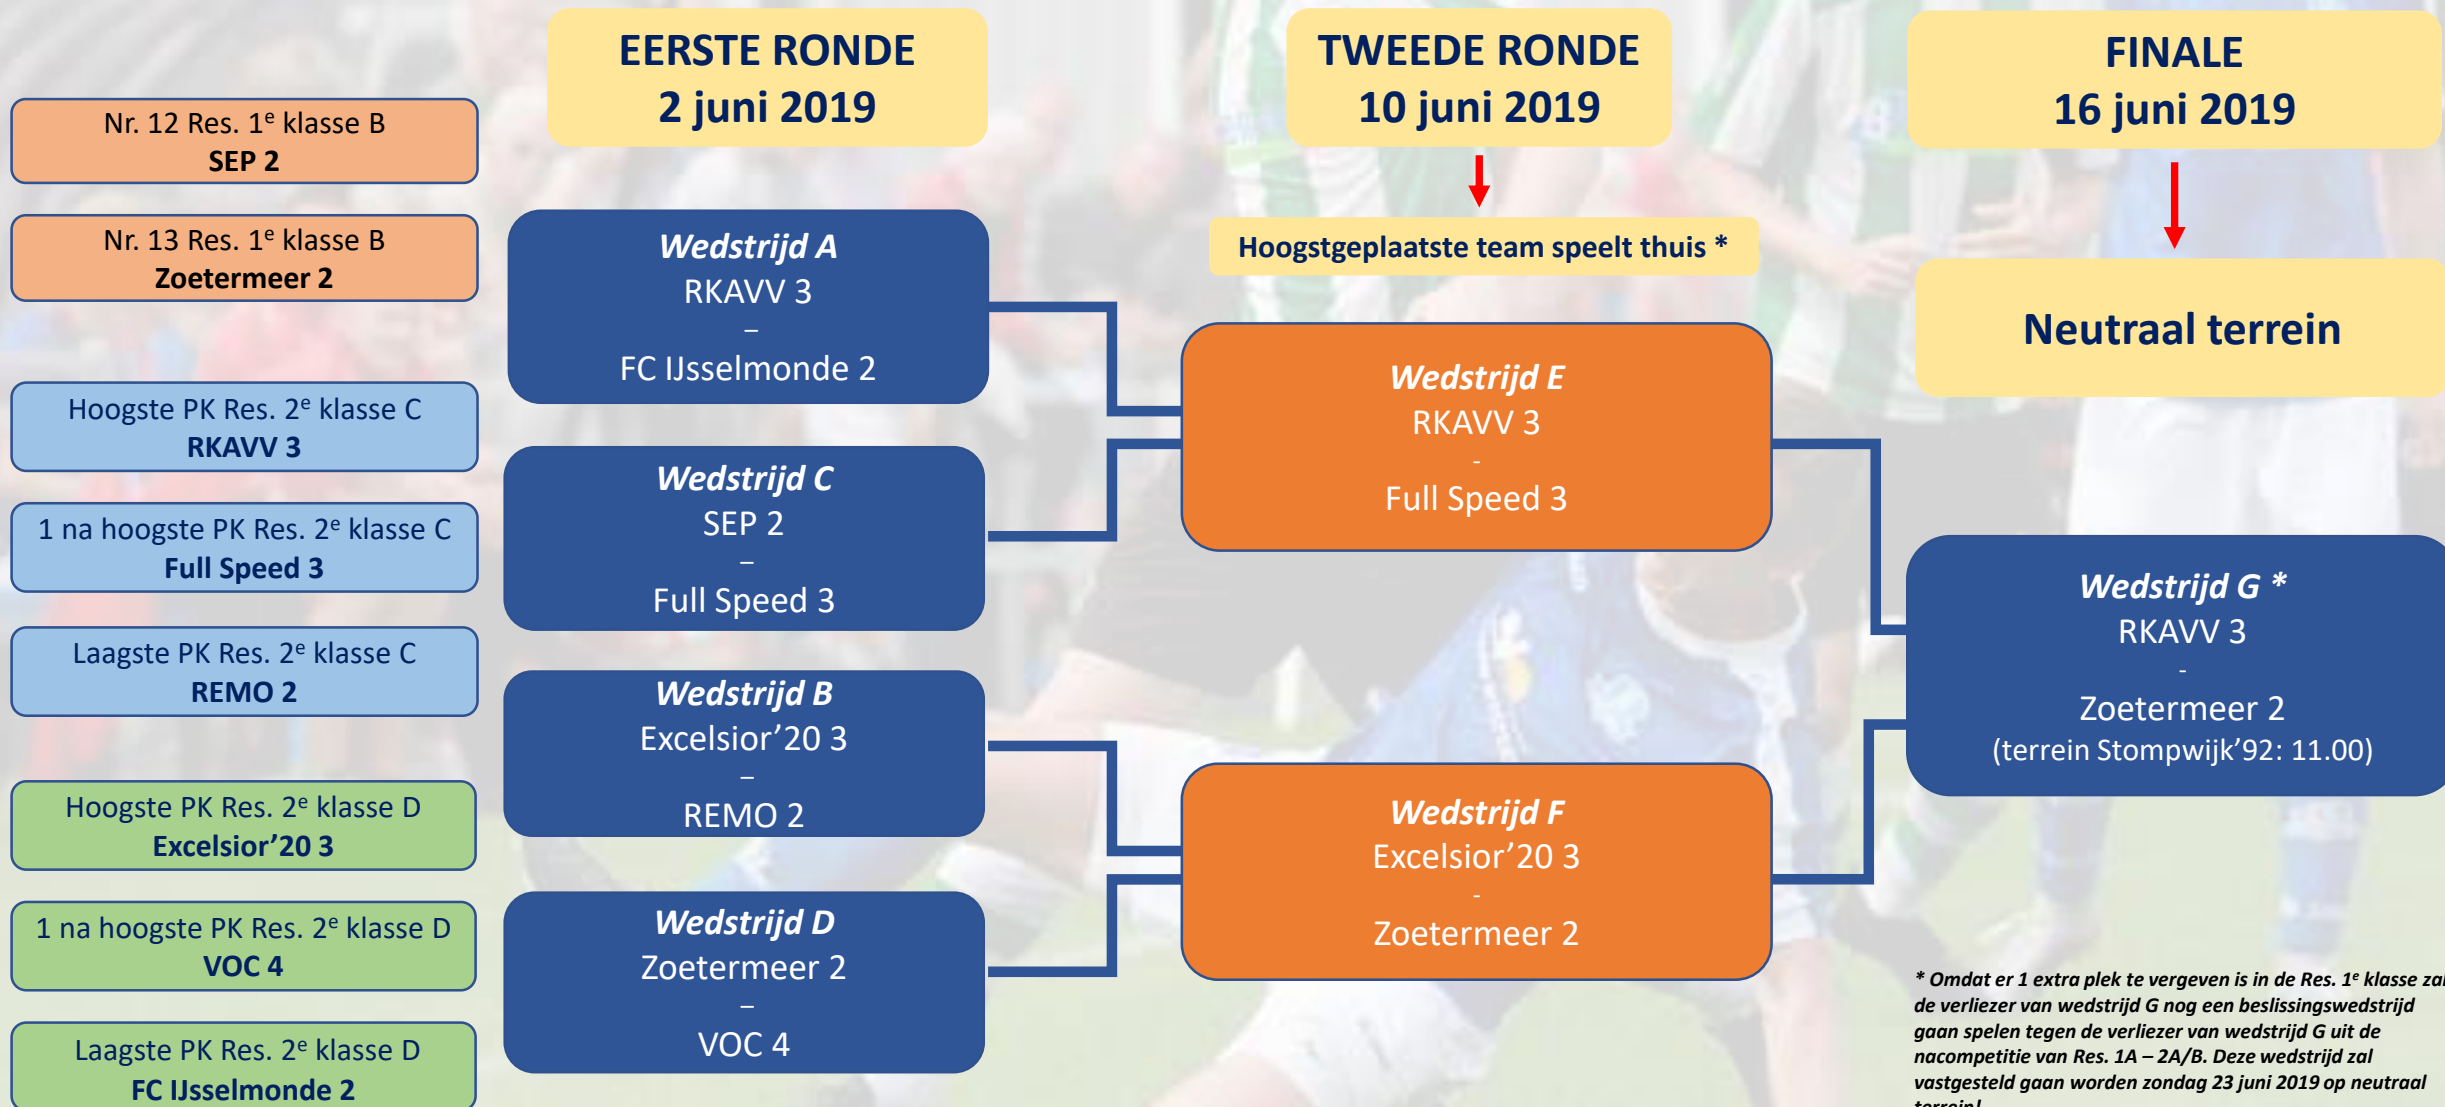 EERSTE RONDE
2 juni 2019
TWEEDE RONDE
10 juni 2019
FINALE
16 juni 2019
Hoogstgeplaatste team speelt thuis *
Neutraal terrein
Nr. 12 Res. 1e klasse B
SEP 2
Nr. 13 Res. 1e klasse B
Zoetermeer 2
Hoogste PK Res. 2e klasse C
RKAVV 3
1 na hoogste PK Res. 2e klasse C
Full Speed 3
Laagste PK Res. 2e klasse C
REMO 2
Hoogste PK Res. 2e klasse D
Excelsior’20 3
1 na hoogste PK Res. 2e klasse D
VOC 4
Laagste PK Res. 2e klasse D
FC IJsselmonde 2
Wedstrijd A
RKAVV 3
–
FC IJsselmonde 2
Wedstrijd C
SEP 2
–
Full Speed 3
Wedstrijd B
Excelsior’20 3
–
REMO 2
Wedstrijd D
Zoetermeer 2
–
VOC 4
Wedstrijd E
RKAVV 3
-
Full Speed 3
Wedstrijd F
Excelsior’20 3
-
Zoetermeer 2
Wedstrijd G *
RKAVV 3
-
Zoetermeer 2
(terrein Stompwijk’92: 11.00)
* Omdat er 1 extra plek te vergeven is in de Res. 1e klasse zal
de verliezer van wedstrijd G nog een beslissingswedstrijd
gaan spelen tegen de verliezer van wedstrijd G uit de
nacompetitie van Res. 1A – 2A/B. Deze wedstrijd zal
vastgesteld gaan worden zondag 23 juni 2019 op neutraal
terrein!